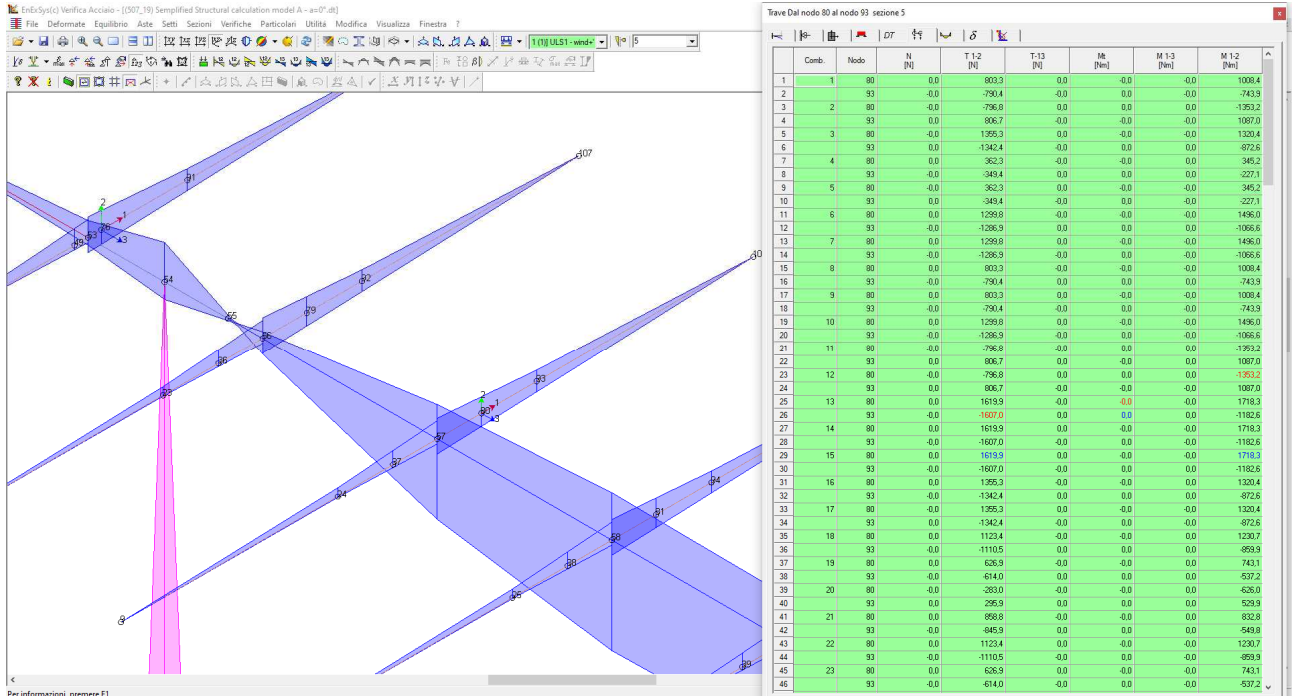 EnExSys(c) Verifica Acciaio - [(507_19) Semplified Structural calculation model A - a=0°.dt]
File Deformate Equilibrio Aste Setti Sezioni Verifiche Particolari Utilità Modifica Visualizza Finestra ?
1 (1)] ULS1 - wind+
5
107
91
2
1
3
76
53
49
54
92
79
55
36
23
93
2
1
3
80
57
37
24
94
81
58
38
25
9
39
Per informazioni, premere F1
Trave Dal nodo 80 al nodo 93 sezione 5
DT
δ
Comb. Nodo N [N] T 1-2 [N] T-13 [N] Mt [Nm] M 1-3 [Nm] M 1-2 [Nm]
1 1 80 0,0 803,3 0,0 -0,0 -0,0 1008,4
2 93 -0,0 -790,4 0,0 0,0 0,0 -743,9
3 2 80 -0,0 -796,8 0,0 -0,0 -0,0 -1353,2
4 93 0,0 806,7 0,0 0,0 0,0 1087,0
5 3 80 0,0 1355,3 0,0 -0,0 -0,0 1320,4
6 93 -0,0 -1342,4 0,0 0,0 0,0 -872,6
7 4 80 0,0 362,3 0,0 -0,0 -0,0 345,2
8 93 -0,0 -349,4 0,0 0,0 0,0 -227,1
9 5 80 0,0 362,3 0,0 -0,0 -0,0 345,2
10 93 -0,0 -349,4 0,0 0,0 0,0 -227,1
11 6 80 0,0 1299,8 0,0 -0,0 -0,0 1496,0
12 93 -0,0 -1286,9 0,0 0,0 0,0 -1066,6
13 7 80 0,0 1299,8 0,0 -0,0 -0,0 1496,0
14 93 -0,0 -1286,9 0,0 0,0 0,0 -1066,6
15 8 80 0,0 803,3 0,0 -0,0 -0,0 1008,4
16 93 -0,0 -790,4 0,0 0,0 0,0 -743,9
17 9 80 0,0 803,3 0,0 -0,0 -0,0 1008,4
18 93 -0,0 -790,4 0,0 0,0 0,0 -743,9
19 10 80 0,0 1299,8 0,0 -0,0 -0,0 1496,0
20 93 -0,0 -1286,9 0,0 0,0 0,0 -1066,6
21 11 80 -0,0 -796,8 0,0 -0,0 -0,0 -1353,2
22 93 0,0 806,7 0,0 0,0 0,0 1087,0
23 12 80 -0,0 -796,8 0,0 -0,0 -0,0 -1353,2
24 93 0,0 806,7 0,0 0,0 0,0 1087,0
25 13 80 0,0 1619,9 0,0 -0,0 -0,0 1718,3
26 93 -0,0 -1607,0 0,0 0,0 0,0 -1182,6
27 14 80 0,0 1619,9 0,0 -0,0 -0,0 1718,3
28 93 -0,0 -1607,0 0,0 0,0 0,0 -1182,6
29 15 80 0,0 1619,9 0,0 -0,0 -0,0 1718,3
30 93 -0,0 -1607,0 0,0 0,0 0,0 -1182,6
31 16 80 0,0 1355,3 0,0 -0,0 -0,0 1320,4
32 93 -0,0 -1342,4 0,0 0,0 0,0 -872,6
33 17 80 0,0 1355,3 0,0 -0,0 -0,0 1320,4
34 93 -0,0 -1342,4 0,0 0,0 0,0 -872,6
35 18 80 0,0 1123,4 0,0 -0,0 -0,0 1230,7
36 93 -0,0 -1110,5 0,0 0,0 0,0 -859,9
37 19 80 0,0 626,9 0,0 -0,0 -0,0 743,1
38 93 -0,0 -614,0 0,0 0,0 0,0 -537,2
39 20 80 -0,0 -283,0 0,0 -0,0 -0,0 -626,0
40 93 0,0 295,9 0,0 0,0 0,0 529,9
41 21 80 0,0 858,8 0,0 -0,0 -0,0 832,8
42 93 -0,0 -845,9 0,0 0,0 0,0 -549,8
43 22 80 0,0 1123,4 0,0 -0,0 -0,0 1230,7
44 93 -0,0 -1110,5 0,0 0,0 0,0 -859,9
45 23 80 0,0 626,9 0,0 -0,0 -0,0 743,1
46 93 -0,0 -614,0 0,0 0,0 0,0 -537,2